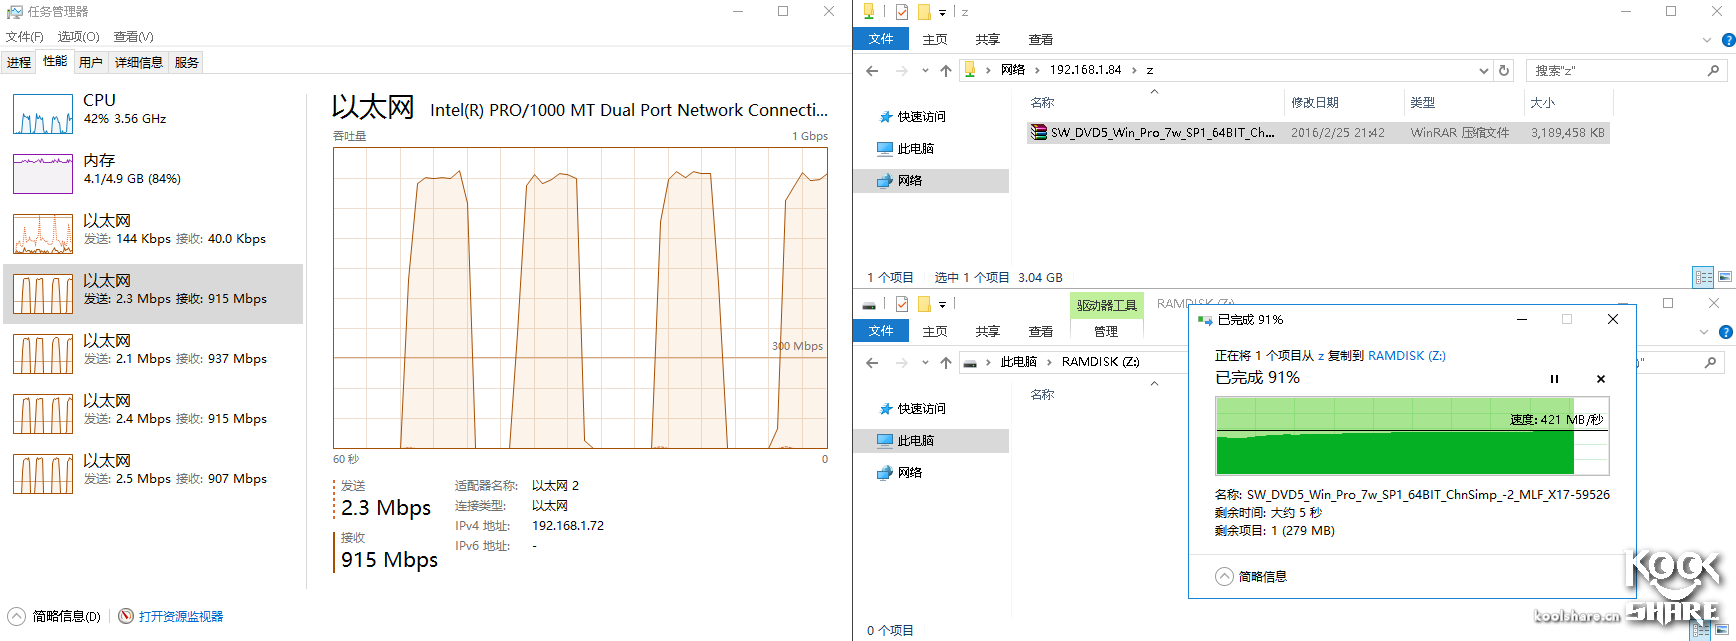 任务管理器
文件(F) 选项(O) 查看(V)
进程 性能 用户 详细信息 服务
CPU
42% 3.56 GHz
内存
4.1/4.9 GB (84%)
以太网
发送: 144 Kbps 接收: 40.0 Kbps
以太网
发送: 2.3 Mbps 接收: 915 Mbps
以太网
发送: 2.1 Mbps 接收: 937 Mbps
以太网
发送: 2.4 Mbps 接收: 915 Mbps
以太网
发送: 2.5 Mbps 接收: 907 Mbps
以太网 Intel(R) PRO/1000 MT Dual Port Network Connecti...
吞吐量 1 Gbps
300 Mbps
60 秒 0
发送
2.3 Mbps
接收
915 Mbps
适配器名称: 以太网 2
连接类型: 以太网
IPv4 地址: 192.168.1.72
IPv6 地址: -
简略信息(D) 打开资源监视器
z
文件 主页 共享 查看
网络 192.168.1.84 z
搜索"z"
快速访问
此电脑
网络
名称 修改日期 类型 大小
SW_DVD5_Win_Pro_7w_SP1_64BIT_Ch... 2016/2/25 21:42 WinRAR 压缩文件 3,189,458 KB
1 个项目 选中 1 个项目 3.04 GB
驱动器工具 RAMDISK (Z:)
文件 主页 共享 查看 管理
此电脑 RAMDISK (Z:)
快速访问
此电脑
网络
名称
0 个项目
已完成 91%
正在将 1 个项目从 z 复制到 RAMDISK (Z:)
已完成 91%
速度: 421 MB/秒
名称: SW_DVD5_Win_Pro_7w_SP1_64BIT_ChnSimp_-2_MLF_X17-59526
剩余时间: 大约 5 秒
剩余项目: 1 (279 MB)
简略信息
KOOK
SHARE
koolshare.cn